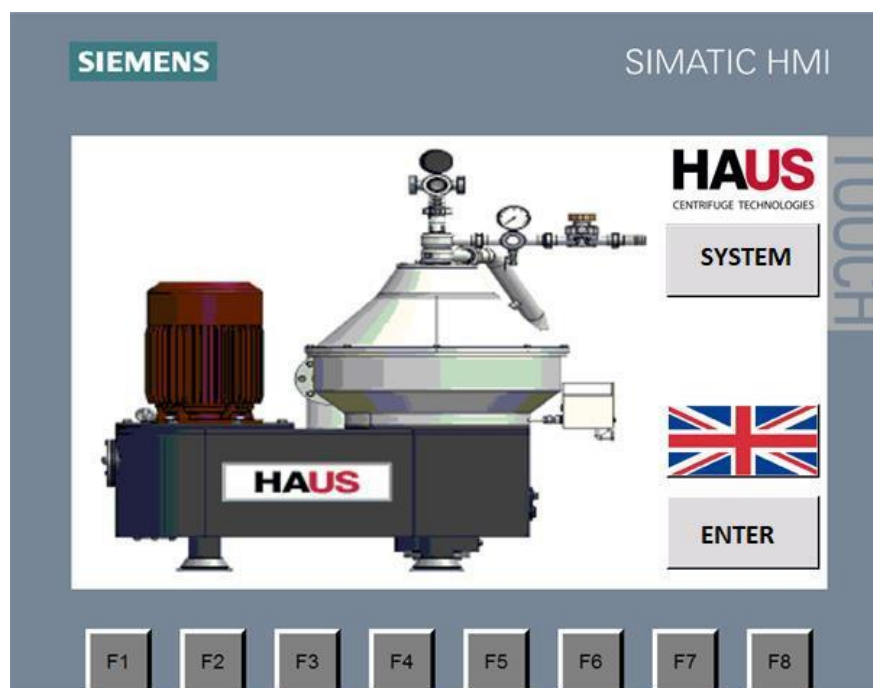 SIEMENS
SIMATIC HMI
TOUCH
HAUS
CENTRIFUGE TECHNOLOGIES
SYSTEM
HAUS
ENTER
F1 F2 F3 F4 F5 F6 F7 F8